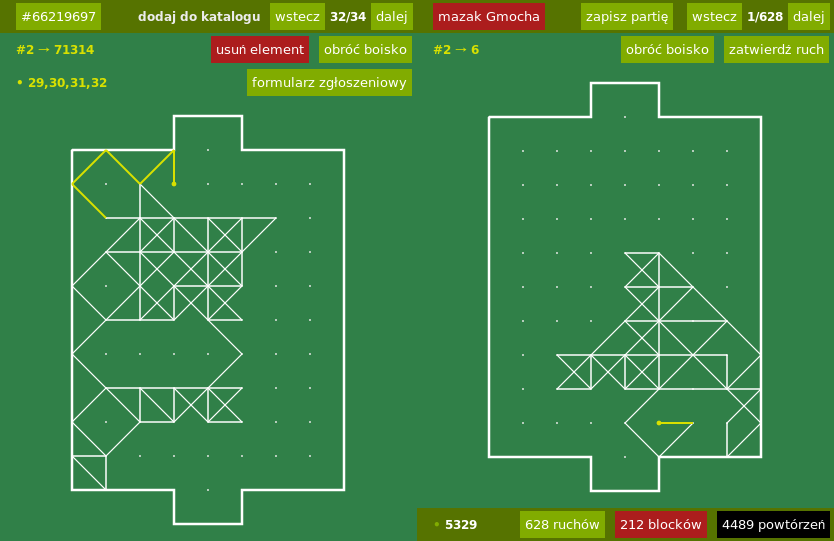 #66219697 dodaj do katalogu wstecz 32/34 dalej
#2 → 71314 usuń element obróć boisko
• 29,30,31,32 formularz zgłoszeniowy
mazak Gmocha zapisz partię wstecz 1/628 dalej
#2 → 6 obróć boisko zatwierdź ruch
• 5329 628 ruchów 212 blocków 4489 powtórzeń